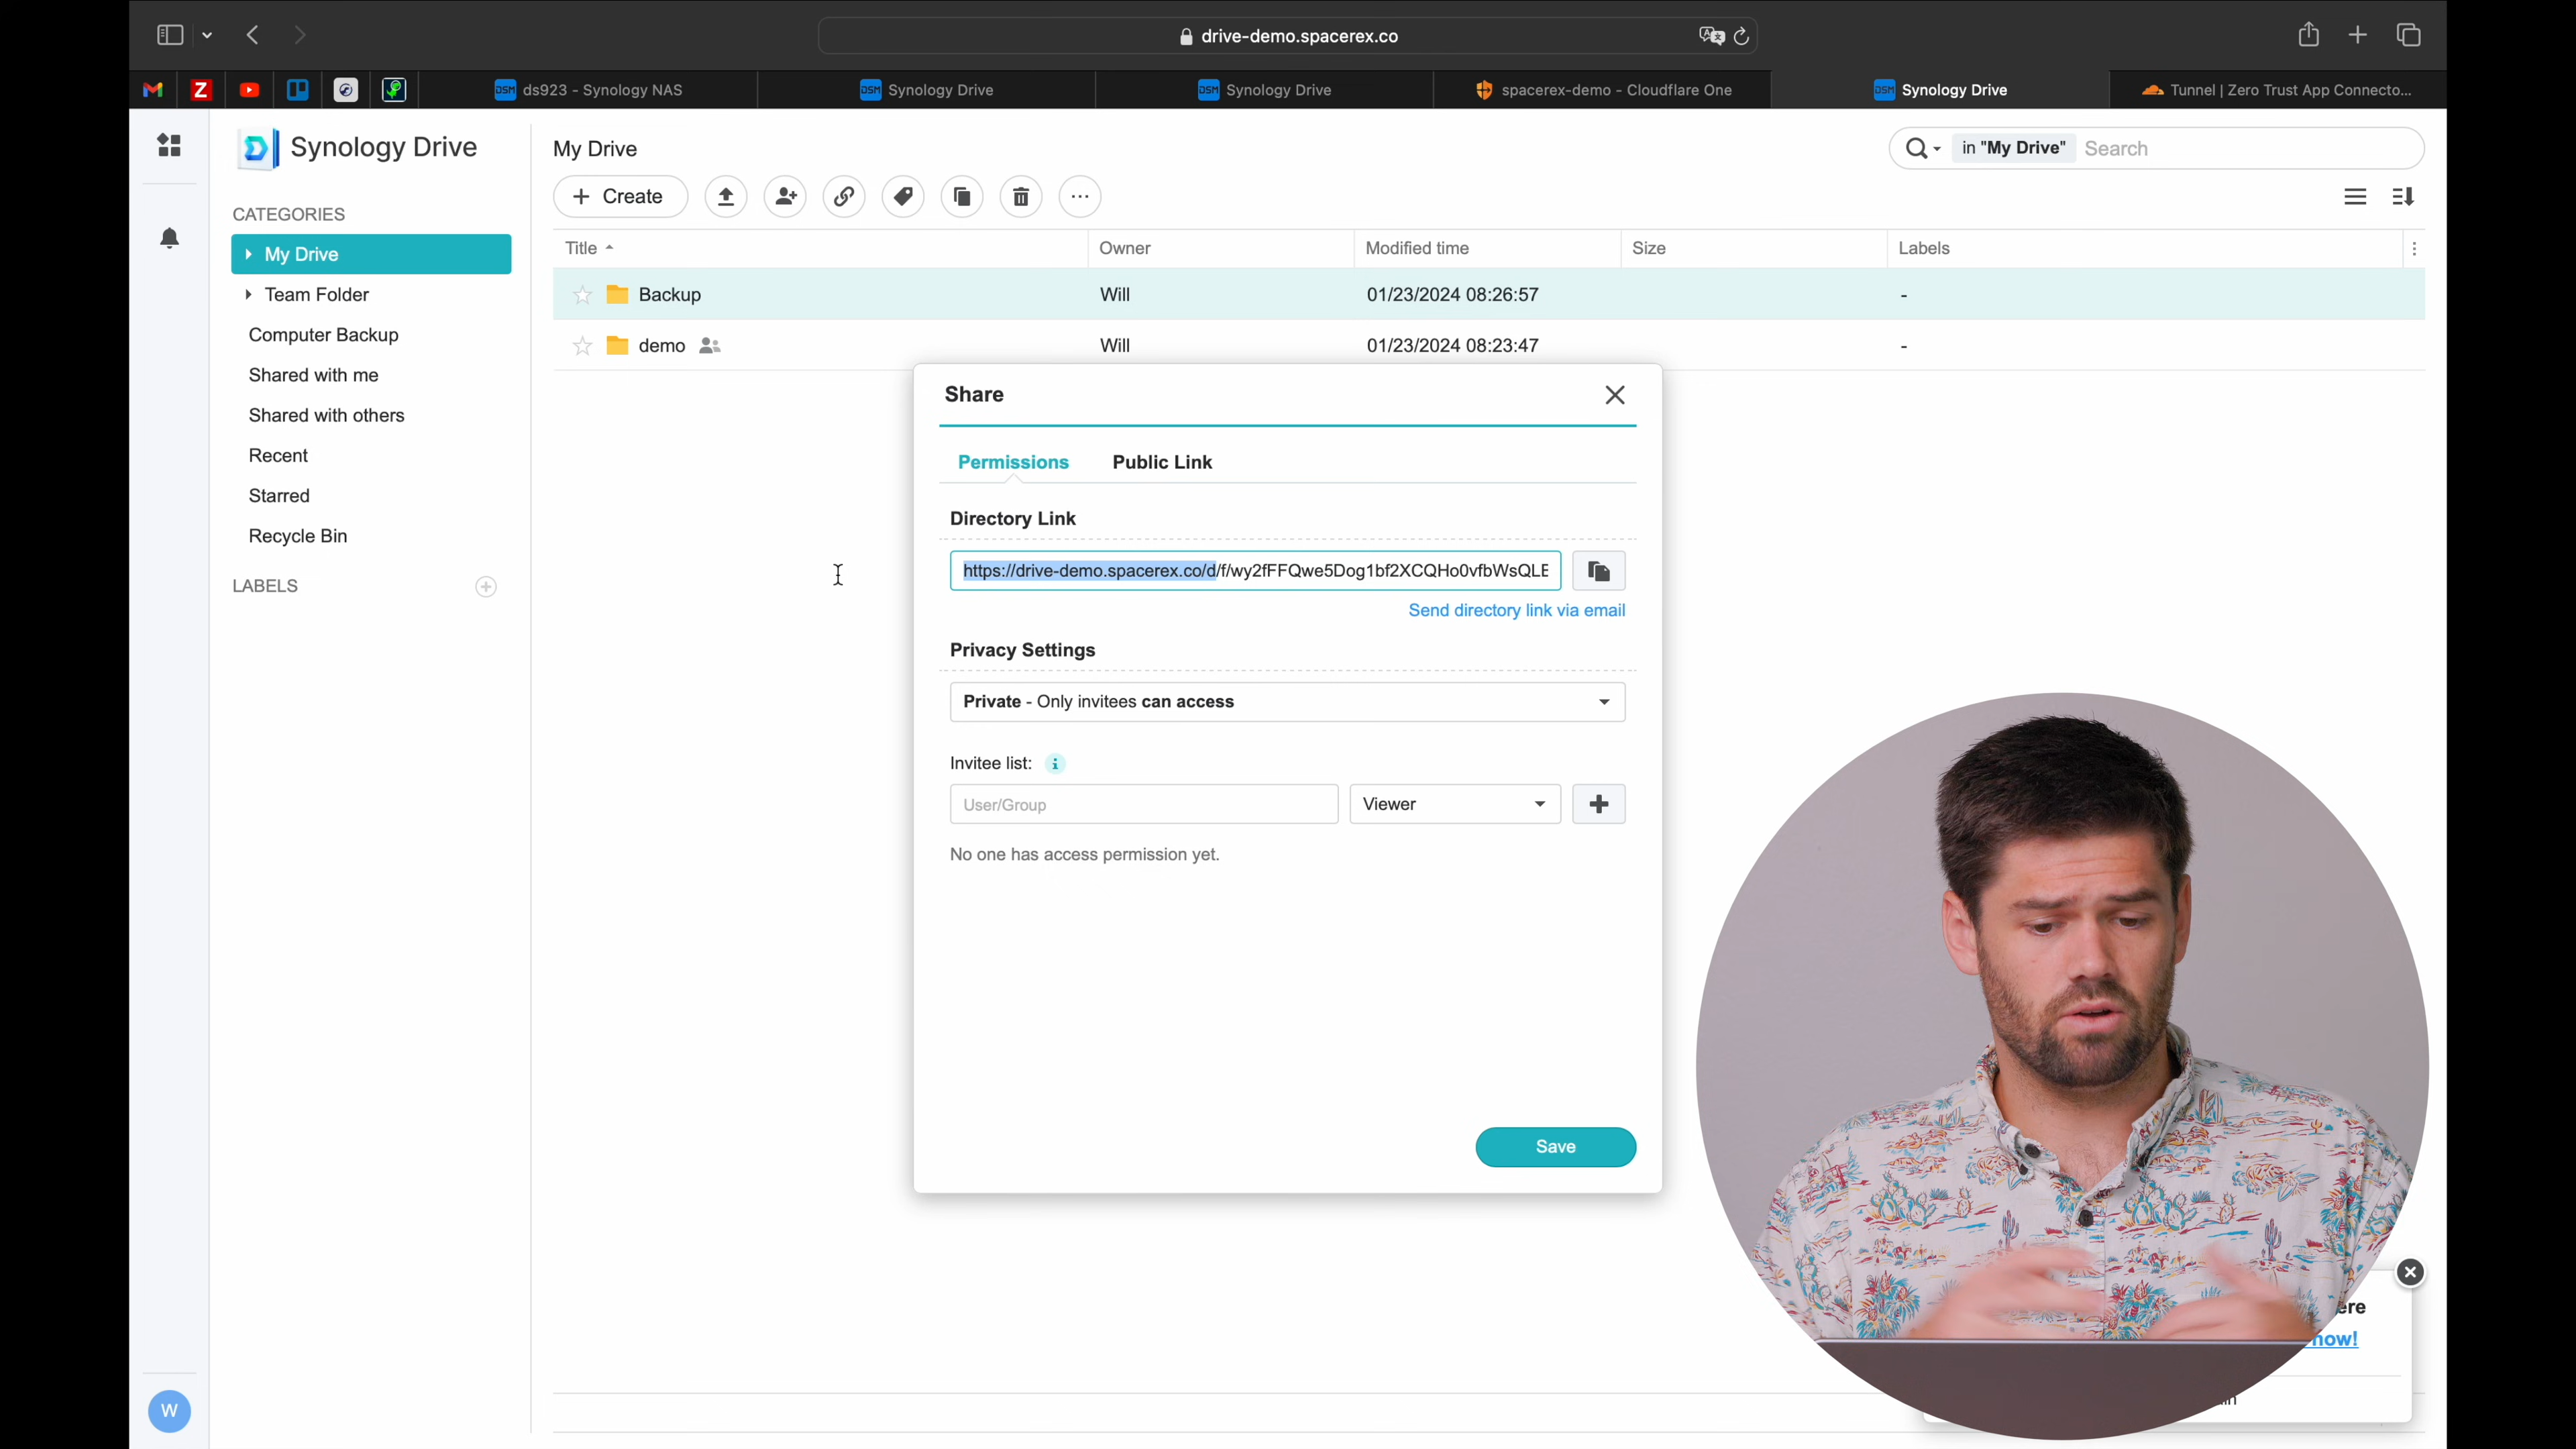 drive-demo.spacerex.co
ds923 - Synology NAS
Synology Drive
Synology Drive
spacerex-demo - Cloudflare One
Synology Drive
Tunnel | Zero Trust App Connecto...
Synology Drive
CATEGORIES
My Drive
Team Folder
Computer Backup
Shared with me
Shared with others
Recent
Starred
Recycle Bin
LABELS
W
My Drive
in "My Drive" Search
Create
Title Owner Modified time Size Labels
Backup Will 01/23/2024 08:26:57 -
demo Will 01/23/2024 08:23:47 -
Share
Permissions Public Link
Directory Link
https://drive-demo.spacerex.co/d/f/wy2fFFQwe5Dog1bf2XCQHo0vfbWsQLE
Send directory link via email
Privacy Settings
Private - Only invitees can access
Invitee list:
User/Group Viewer
No one has access permission yet.
Save
now!